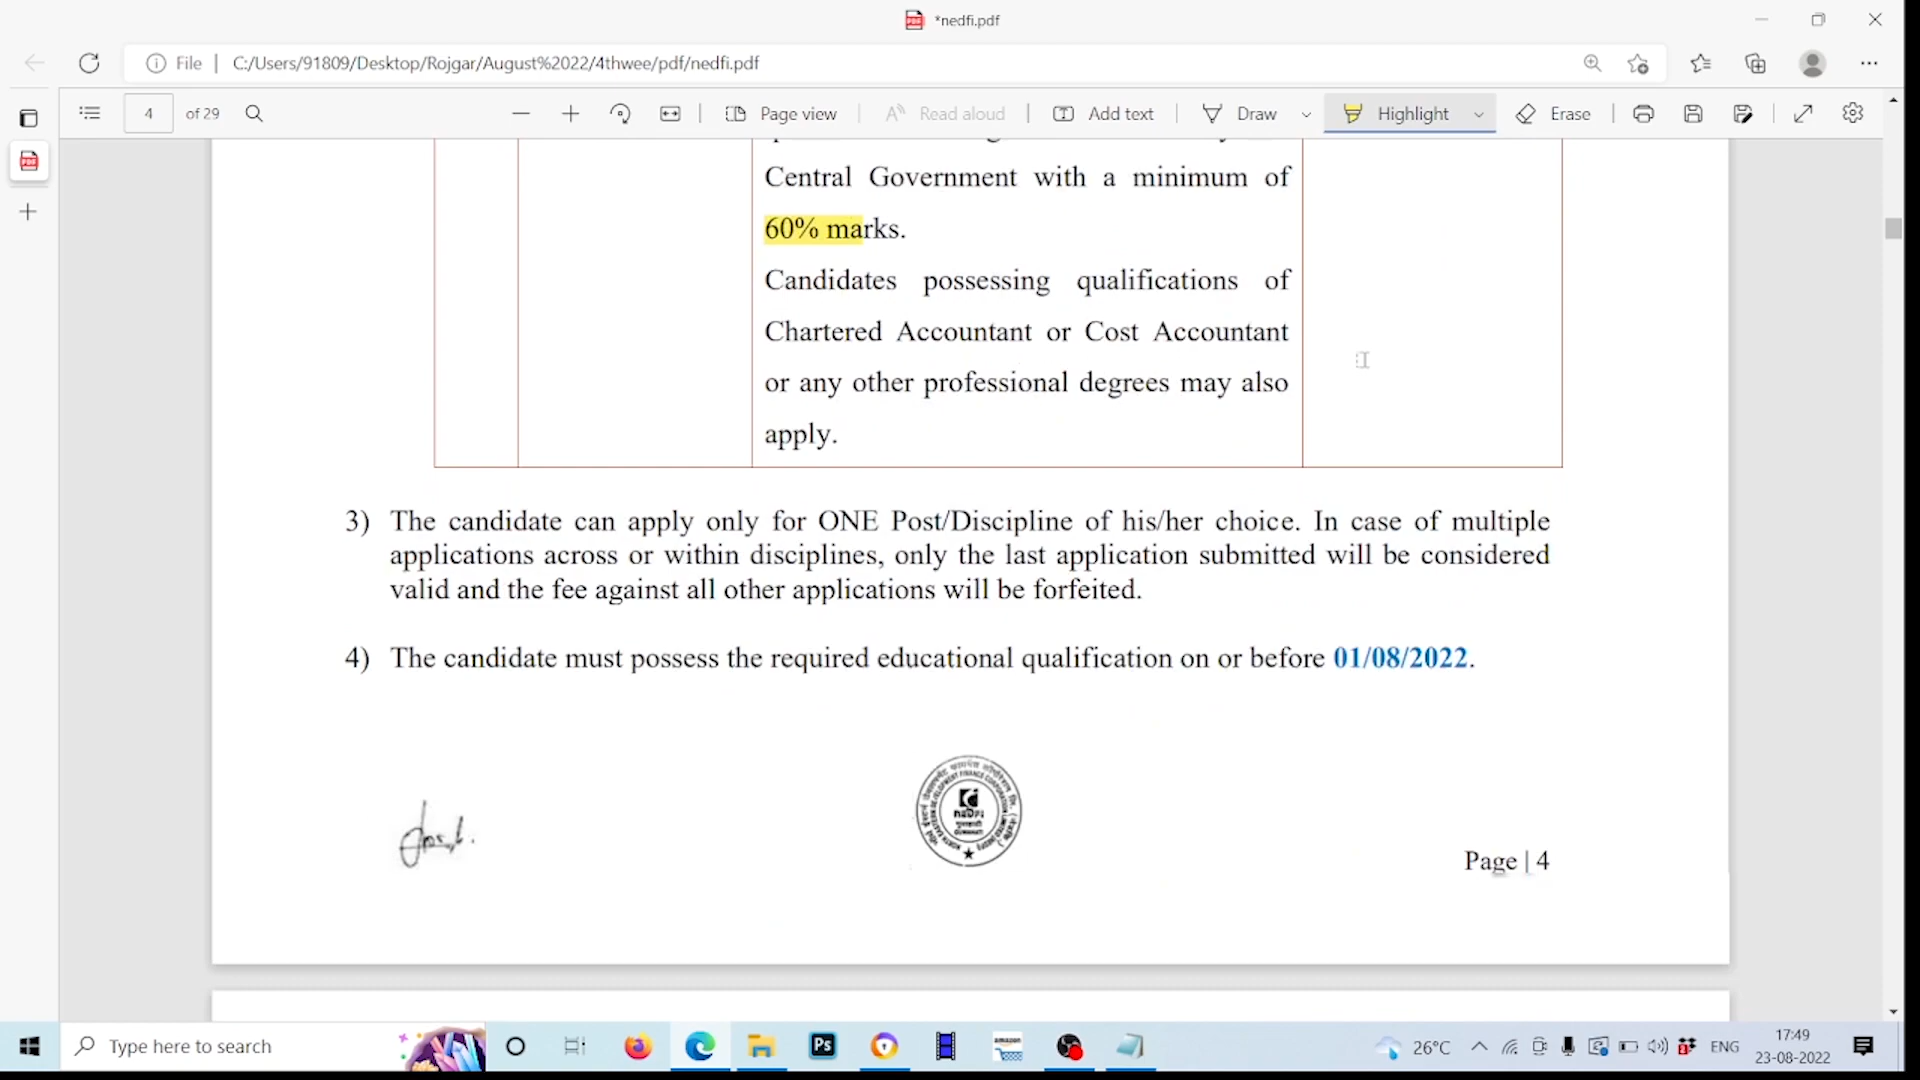 *nedfi.pdf
File
C:/Users/91809/Desktop/Rojgar/August%2022/4thwee/pdf/nedfi.pdf
4 of 29
Page view
Read aloud
Add text
Draw
Highlight
Erase
Central Government with a minimum of
60% marks.
Candidates possessing qualifications of
Chartered Accountant or Cost Accountant
or any other professional degrees may also
apply.
3) The candidate can apply only for ONE Post/Discipline of his/her choice. In case of multiple
applications across or within disciplines, only the last application submitted will be considered
valid and the fee against all other applications will be forfeited.
4) The candidate must possess the required educational qualification on or before 01/08/2022.
Page | 4
Type here to search
Ps
amazon
26°C
ENG
17:49
23-08-2022